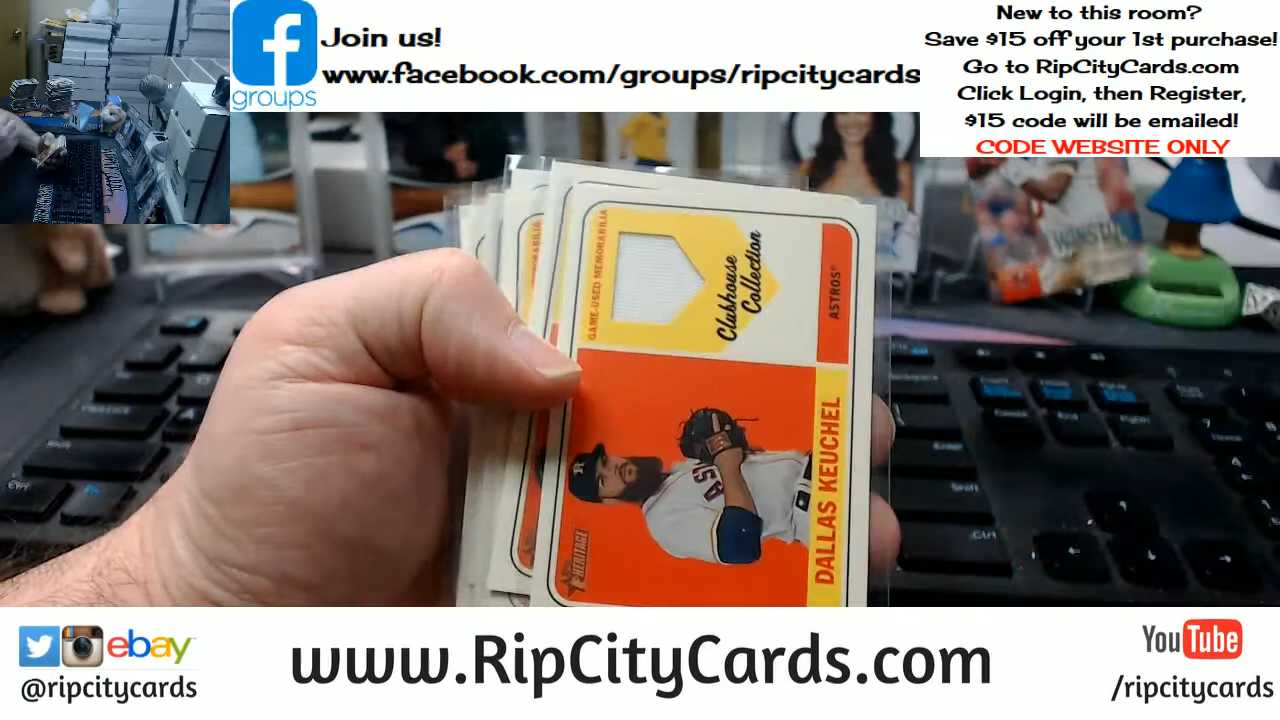 Join us!
www.facebook.com/groups/ripcitycards
f
groups
New to this room?
Save $15 off your 1st purchase!
Go to RipCityCards.com
Click Login, then Register,
$15 code will be emailed!
CODE WEBSITE ONLY
GAME-USED MEMORABILIA
Clubhouse
Collection
ASTROS®
DALLAS KEUCHEL
HERITAGE
ebay
@ripcitycards
www.RipCityCards.com
YouTube
/ripcitycards